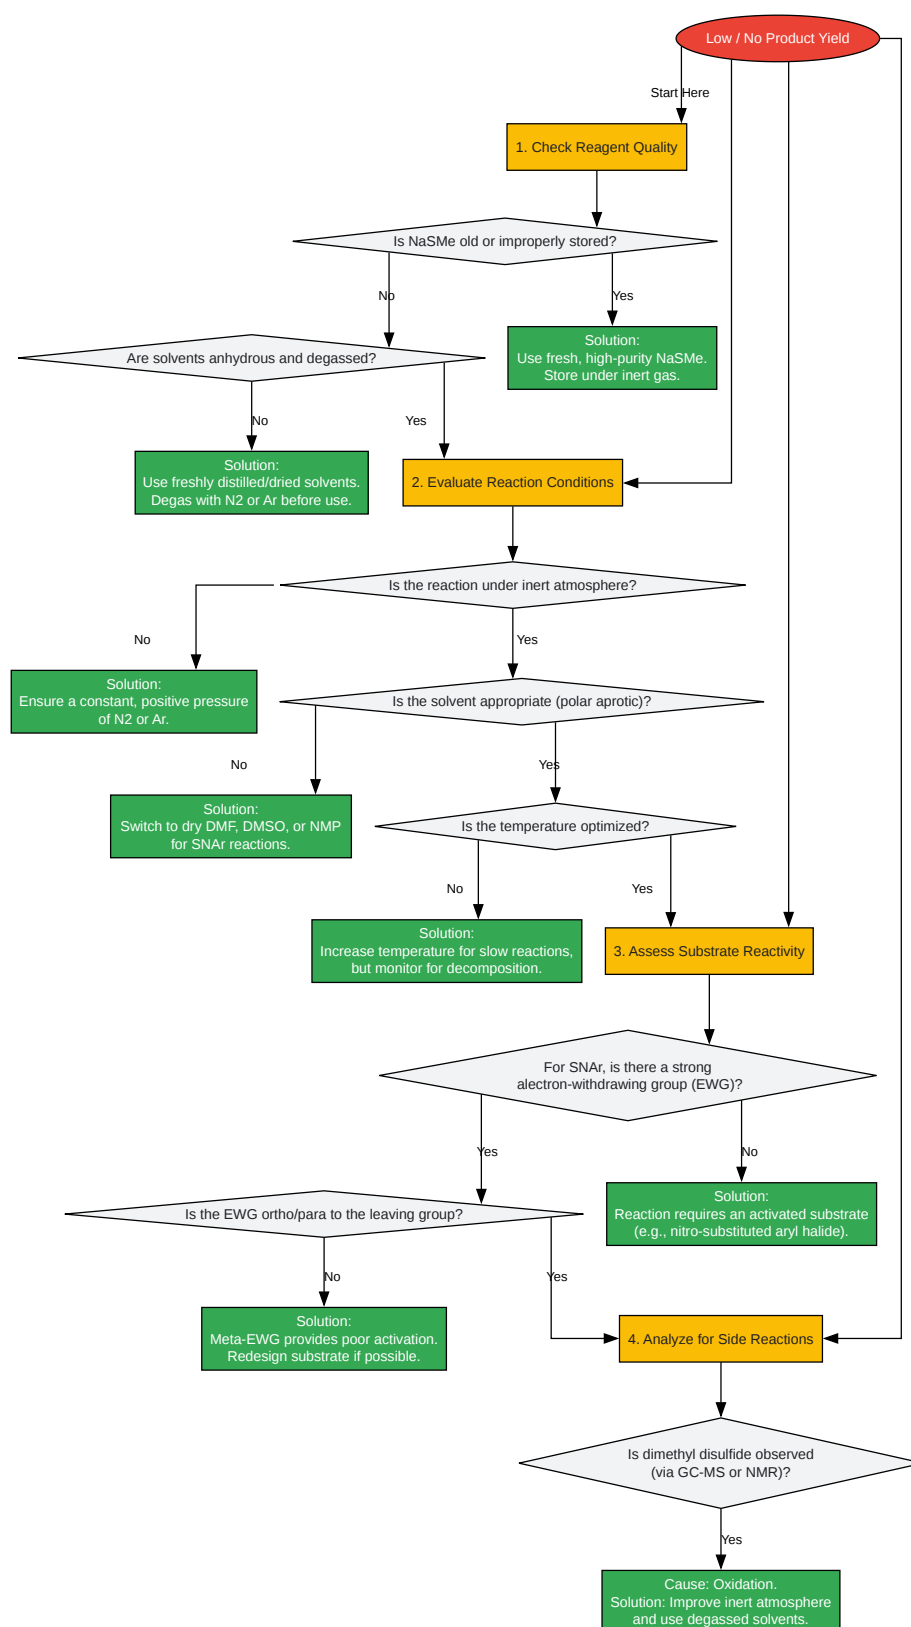 Low / No Product Yield
Start Here
1. Check Reagent Quality
Is NaSMe old or improperly stored?
No
Yes
Solution:
Use fresh, high-purity NaSMe.
Store under inert gas.
Are solvents anhydrous and degassed?
No
Yes
Solution:
Use freshly distilled/dried solvents.
Degas with N2 or Ar before use.
2. Evaluate Reaction Conditions
Is the reaction under inert atmosphere?
No
Yes
Solution:
Ensure a constant, positive pressure
of N2 or Ar.
Is the solvent appropriate (polar aprotic)?
No
Yes
Solution:
Switch to dry DMF, DMSO, or NMP
for SNAr reactions.
Is the temperature optimized?
No
Yes
Solution:
Increase temperature for slow reactions,
but monitor for decomposition.
3. Assess Substrate Reactivity
For SNAr, is there a strong
alectron-withdrawing group (EWG)?
Yes
No
Solution:
Reaction requires an activated substrate
(e.g., nitro-substituted aryl halide).
Is the EWG ortho/para to the leaving group?
No
Yes
Solution:
Meta-EWG provides poor activation.
Redesign substrate if possible.
4. Analyze for Side Reactions
Is dimethyl disulfide observed
(via GC-MS or NMR)?
Yes
Cause: Oxidation.
Solution: Improve inert atmosphere
and use degassed solvents.